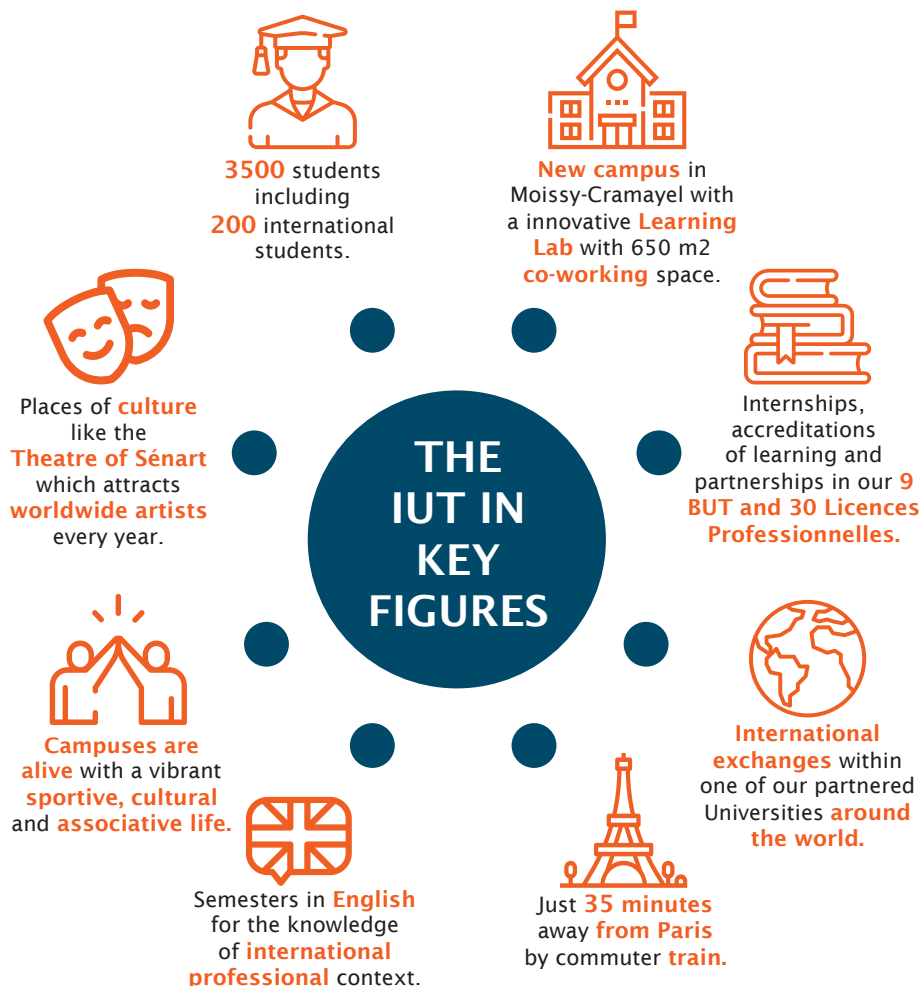 3500 students
including
200 international
students.
New campus in
Moissy-Cramayel with
a innovative Learning
Lab with 650 m2
co-working space.
Places of culture
like the
Theatre of Sénart
which attracts
worldwide artists
every year.
THE
IUT IN
KEY
FIGURES
Internships,
accreditations
of learning and
partnerships in our 9
BUT and 30 Licences
Professionnelles.
Campuses are
alive with a vibrant
sportive, cultural
and associative life.
International
exchanges within
one of our partnered
Universities around
the world.
Semesters in English
for the knowledge
of international
professional context.
Just 35 minutes
away from Paris
by commuter train.